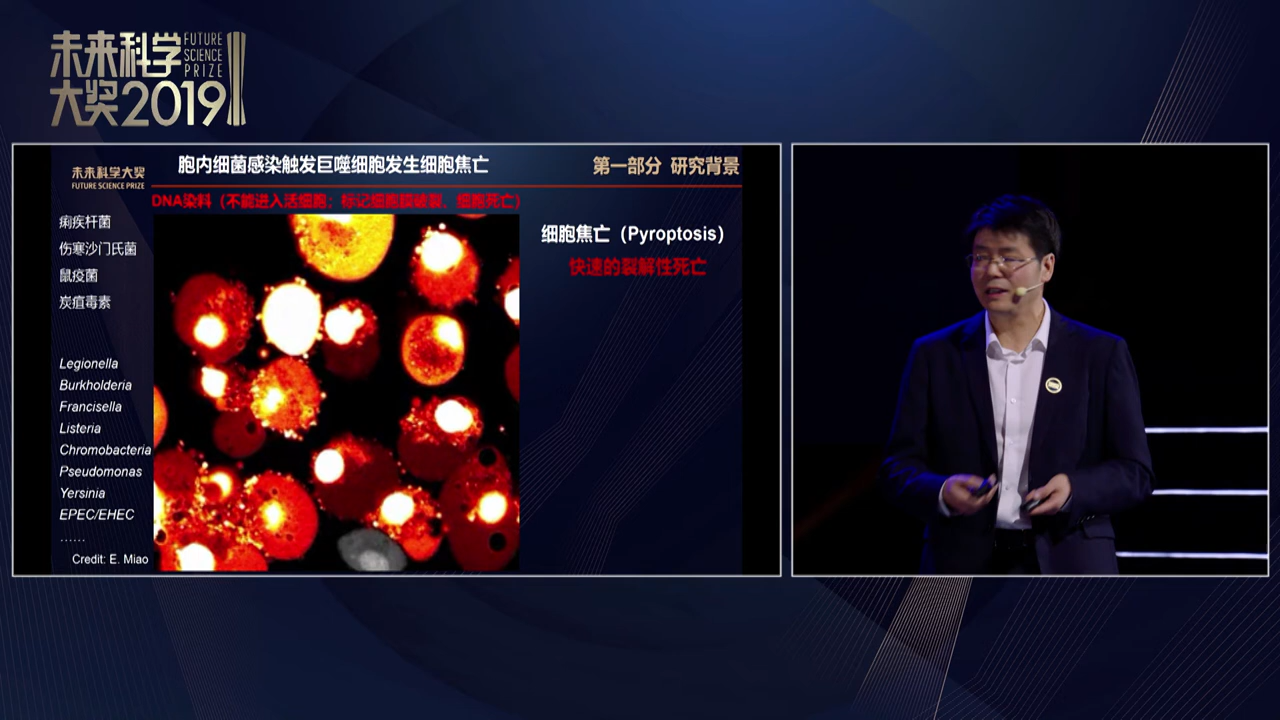 未来科学
大奖2019
FUTURE
SCIENCE
PRIZE
未来科学大奖
FUTURE SCIENCE PRIZE
胞内细菌感染触发巨噬细胞发生细胞焦亡
第一部分 研究背景
DNA染料（不能进入活细胞；标记细胞膜破裂、细胞死亡）
痢疾杆菌
伤寒沙门氏菌
鼠疫菌
炭疽毒素
Legionella
Burkholderia
Francisella
Listeria
Chromobacteria
Pseudomonas
Yersinia
EPEC/EHEC
……
Credit: E. Miao
细胞焦亡（Pyroptosis）
快速的裂解性死亡